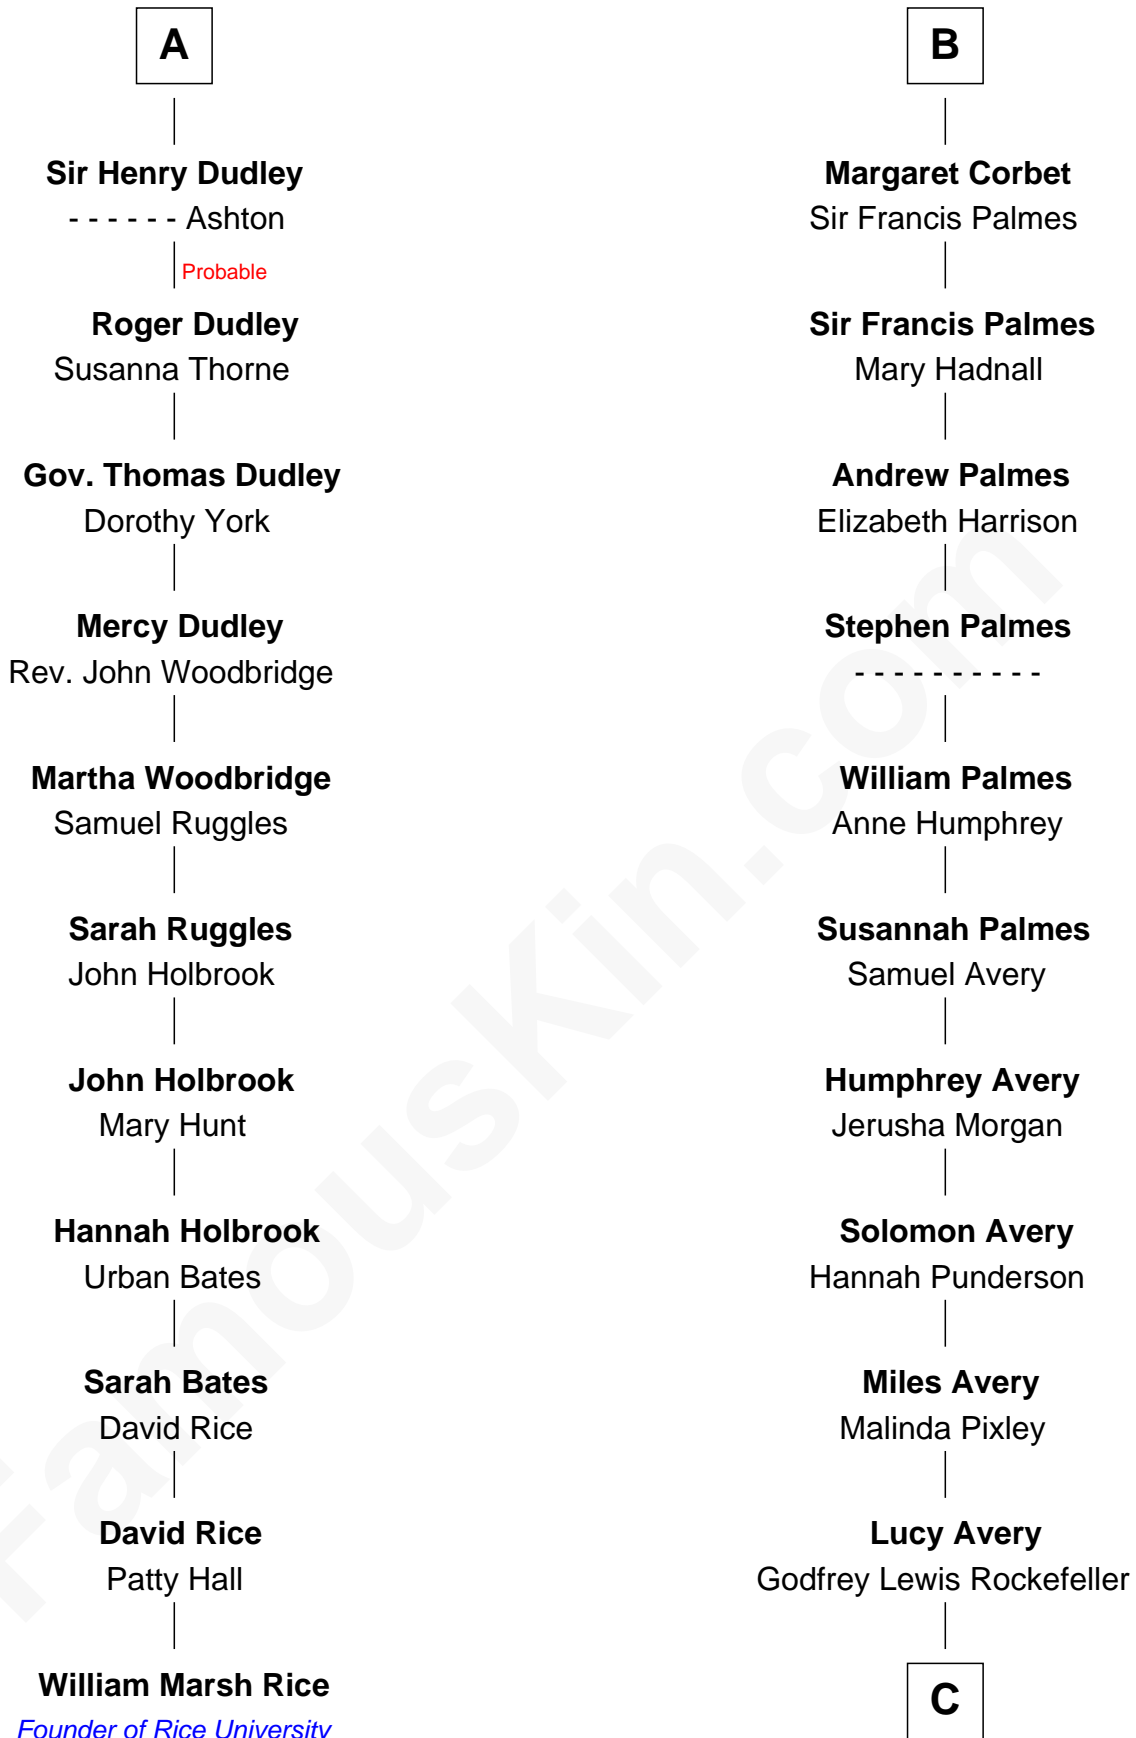 A
Sir Henry Dudley
- - - - - - Ashton
Probable
Roger Dudley
Susanna Thorne
Gov. Thomas Dudley
Dorothy York
Mercy Dudley
Rev. John Woodbridge
Martha Woodbridge
Samuel Ruggles
Sarah Ruggles
John Holbrook
John Holbrook
Mary Hunt
Hannah Holbrook
Urban Bates
Sarah Bates
David Rice
David Rice
Patty Hall
William Marsh Rice
Founder of Rice University
B
Margaret Corbet
Sir Francis Palmes
Sir Francis Palmes
Mary Hadnall
Andrew Palmes
Elizabeth Harrison
Stephen Palmes
- - - - - - - - - -
William Palmes
Anne Humphrey
Susannah Palmes
Samuel Avery
Humphrey Avery
Jerusha Morgan
Solomon Avery
Hannah Punderson
Miles Avery
Malinda Pixley
Lucy Avery
Godfrey Lewis Rockefeller
C
FamousKin.com